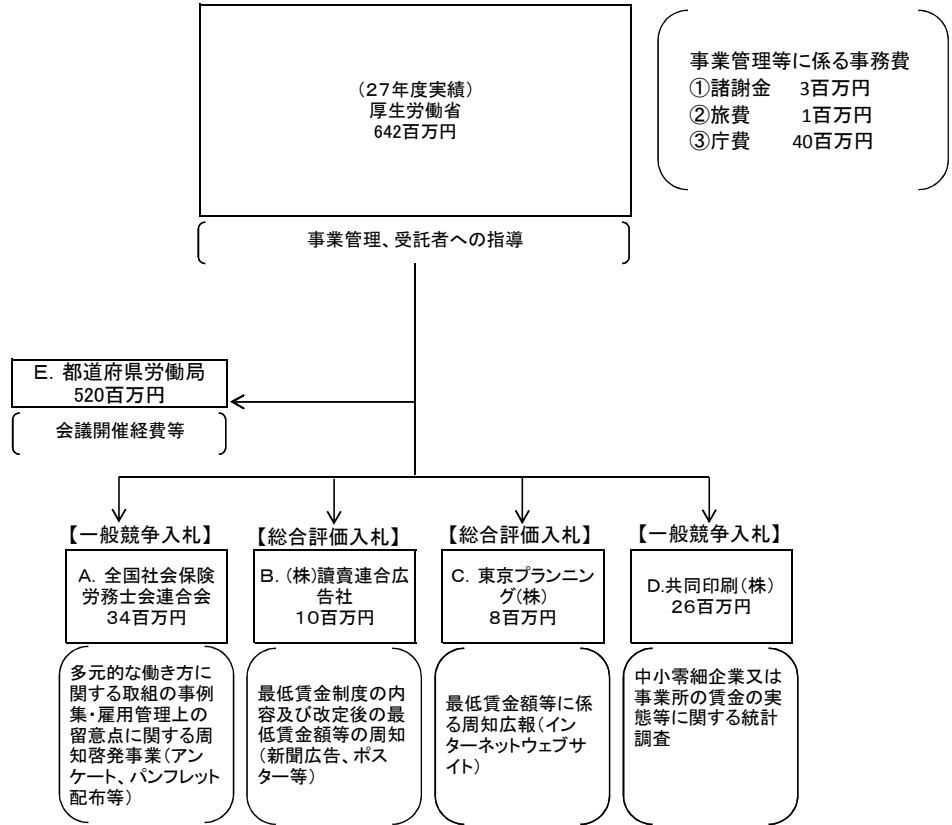 (27年度実績)
厚生労働省
642百万円
事業管理等に係る事務費
①諸謝金 3百万円
②旅費 1百万円
③庁費 40百万円
事業管理、受託者への指導
E. 都道府県労働局
520百万円
会議開催経費等
【一般競争入札】
A. 全国社会保険
労務士会連合会
34百万円
多元的な働き方に
関する取組の事例
集・雇用管理上の
留意点に関する周
知啓発事業(アン
ケート、パンフレット
配布等)
【総合評価入札】
B. (株)讀賣連合広
告社
10百万円
最低賃金制度の内
容及び改定後の最
低賃金額等の周知
(新聞広告、ポス
ター等)
【総合評価入札】
C. 東京プランニン
グ(株)
8百万円
最低賃金額等に係
る周知広報(イン
ターネットウェブサ
イト)
【一般競争入札】
D.共同印刷(株)
26百万円
中小零細企業又は
事業所の賃金の実
態等に関する統計
調査